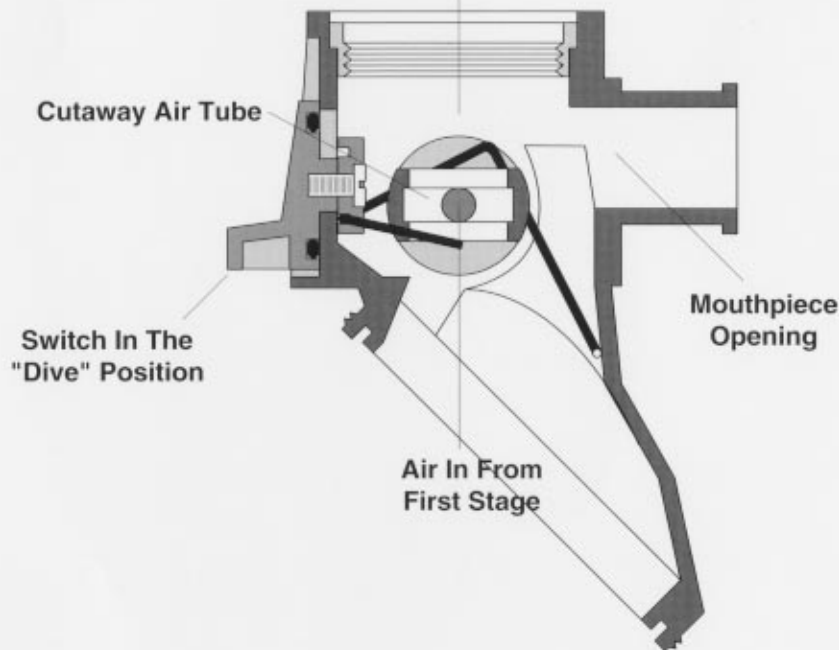 Cutaway Air Tube
Mouthpiece
Opening
Switch In The
"Dive" Position
Air In From
First Stage